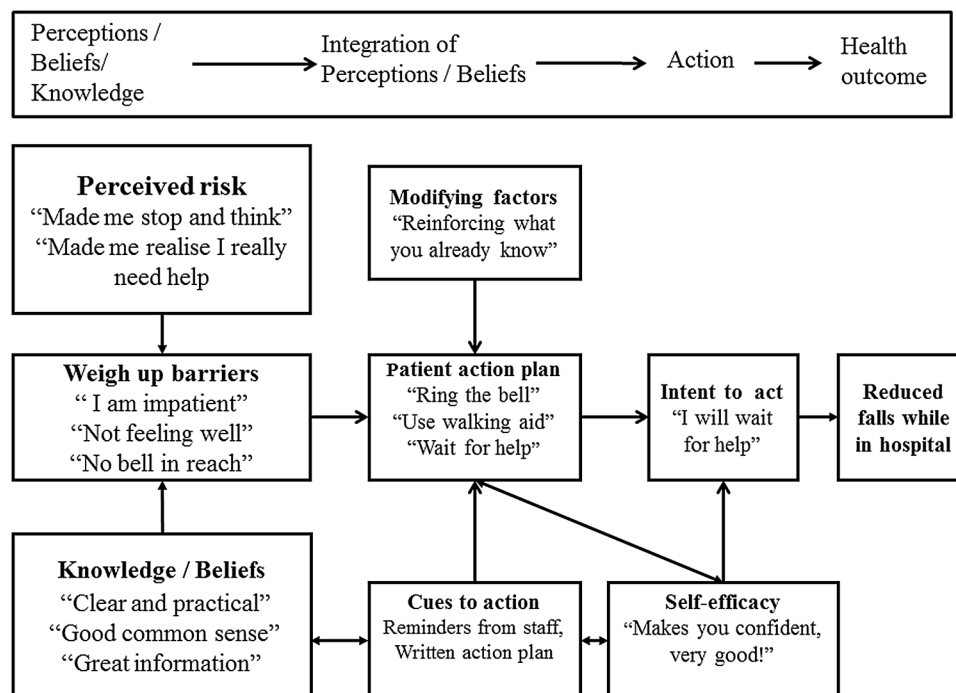 Perceptions /
Beliefs/
Knowledge
Integration of
Perceptions / Beliefs
Action
Health
outcome
Perceived risk
“Made me stop and think”
“Made me realise I really
need help
Modifying factors
“Reinforcing what
you already know”
Weigh up barriers
“ I am impatient”
“Not feeling well”
“No bell in reach”
Patient action plan
“Ring the bell”
“Use walking aid”
“Wait for help”
Intent to act
“I will wait
for help”
Reduced
falls while
in hospital
Knowledge / Beliefs
“Clear and practical”
“Good common sense”
“Great information”
Cues to action
Reminders from staff,
Written action plan
Self-efficacy
“Makes you confident,
very good!”